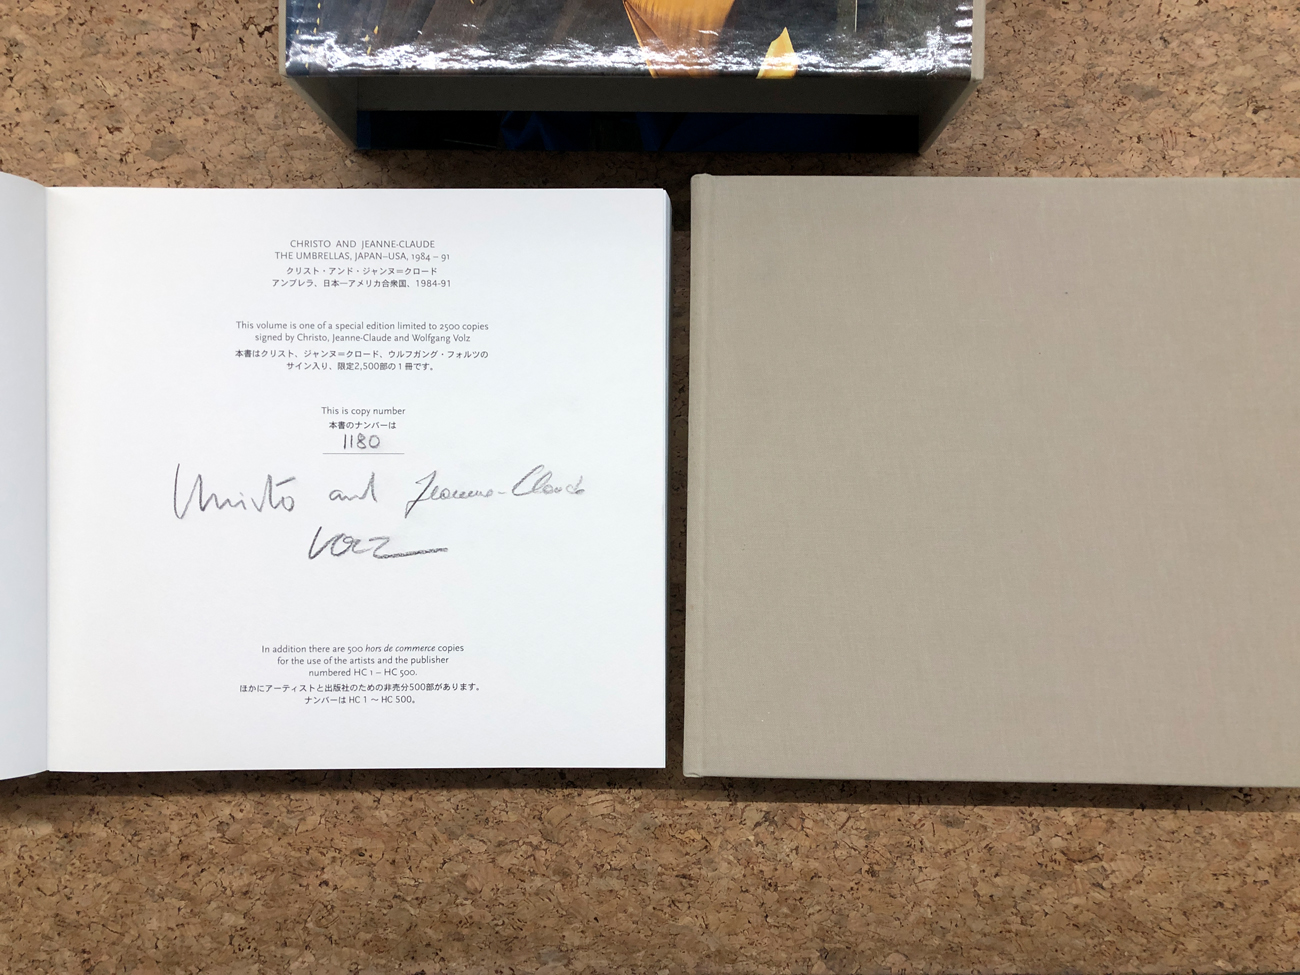 CHRISTO AND JEANNE-CLAUDE
THE UMBRELLAS, JAPAN–USA, 1984 – 91
クリスト・アンド・ジャンヌ＝クロード
アンブレラ、日本―アメリカ合衆国、1984-91
This volume is one of a special edition limited to 2500 copies
signed by Christo, Jeanne-Claude and Wolfgang Volz
本書はクリスト、ジャンヌ＝クロード、ウルフガング・フォルツの
サイン入り、限定2,500部の1冊です。
This is copy number
本書のナンバーは
1180
Christo and Jeanne-Claude
VOLZ
In addition there are 500 hors de commerce copies
for the use of the artists and the publisher
numbered HC 1 – HC 500.
ほかにアーティストと出版社のための非売分500部があります。
ナンバーは HC 1 ～ HC 500。